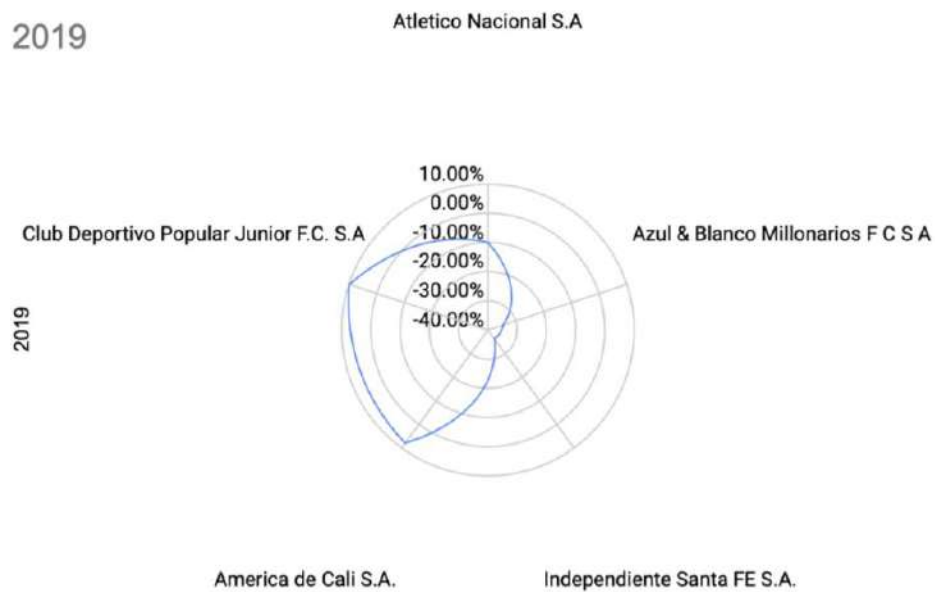 2019
Atletico Nacional S.A
10.00%
0.00%
Club Deportivo Popular Junior F.C. S.A
-10.00%
Azul & Blanco Millonarios F C S A
-20.00%
-30.00%
-40.00%
2019
America de Cali S.A.
Independiente Santa FE S.A.